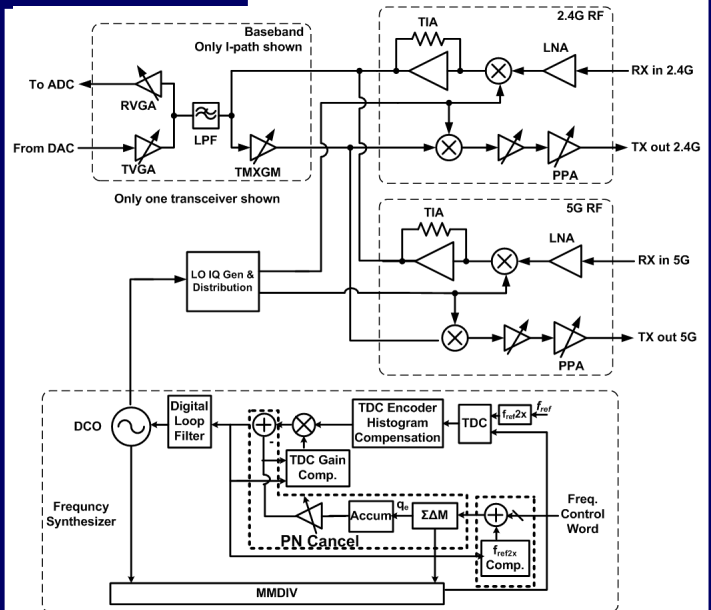 Baseband
Only I-path shown
To ADC
RVGA
LPF
From DAC
TVGA
TMXGM
Only one transceiver shown
2.4G RF
TIA
LNA
RX in 2.4G
TX out 2.4G
PPA
5G RF
TIA
LNA
RX in 5G
TX out 5G
PPA
LO IQ Gen &
Distribution
DCO
Digital
Loop
Filter
+
-
TDC Encoder
Histogram
Compensation
TDC
fref2x
fref
TDC Gain
Comp.
Frequncy
Synthesizer
PN Cancel
Accum
qe
ΣΔM
+
Freq.
Control
Word
fref2x
Comp.
MMDIV